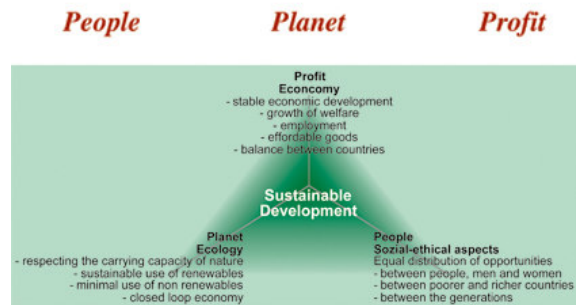 People Planet Profit
Profit
Econcomy
- stable economic development
- growth of welfare
- employment
- effordable goods
- balance between countries
Sustainable
Development
Planet
Ecology
- respecting the carrying capacity of nature
- sustainable use of renewables
- minimal use of non renewables
- closed loop economy
People
Sozial-ethical aspects
Equal distribution of opportunities
- between people, men and women
- between poorer and richer countries
- between the generations